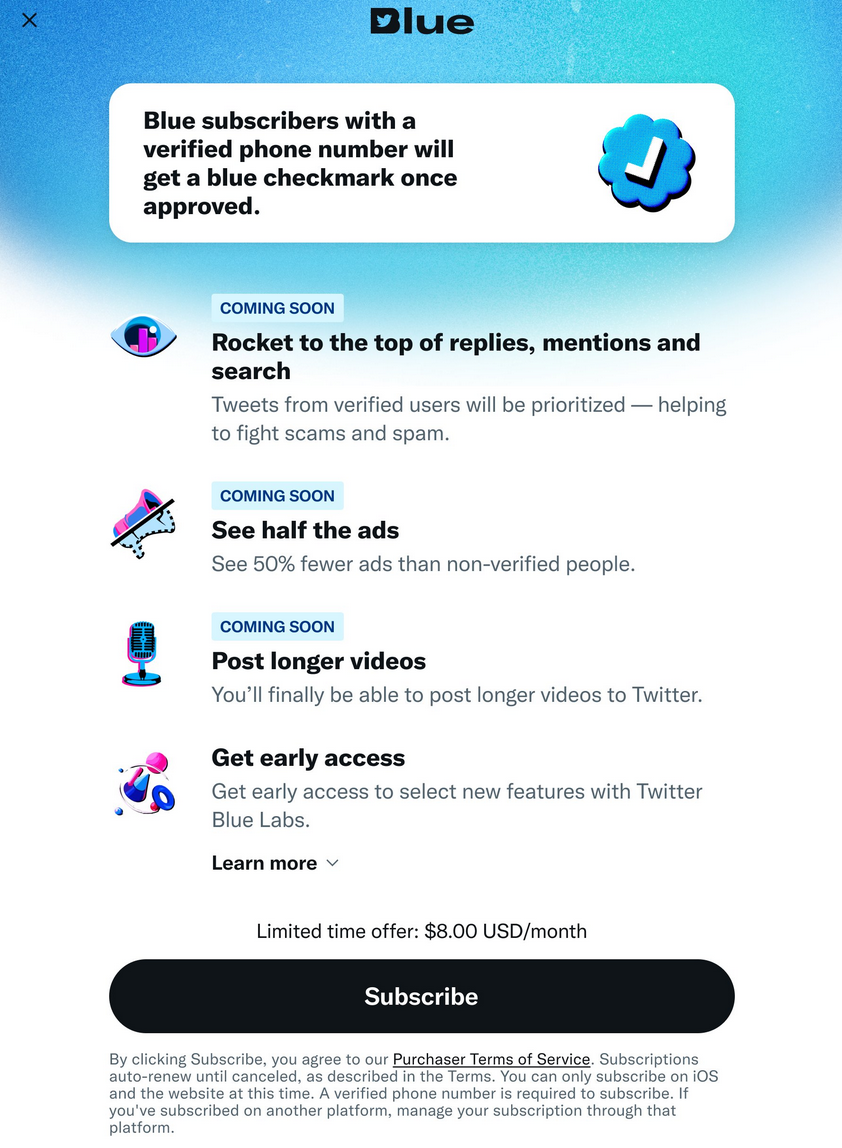 Blue
Blue subscribers with a
verified phone number will
get a blue checkmark once
approved.
COMING SOON
Rocket to the top of replies, mentions and
search
Tweets from verified users will be prioritized — helping
to fight scams and spam.
COMING SOON
See half the ads
See 50% fewer ads than non-verified people.
COMING SOON
Post longer videos
You’ll finally be able to post longer videos to Twitter.
Get early access
Get early access to select new features with Twitter
Blue Labs.
Learn more
Limited time offer: $8.00 USD/month
Subscribe
By clicking Subscribe, you agree to our Purchaser Terms of Service. Subscriptions
auto-renew until canceled, as described in the Terms. You can only subscribe on iOS
and the website at this time. A verified phone number is required to subscribe. If
you've subscribed on another platform, manage your subscription through that
platform.